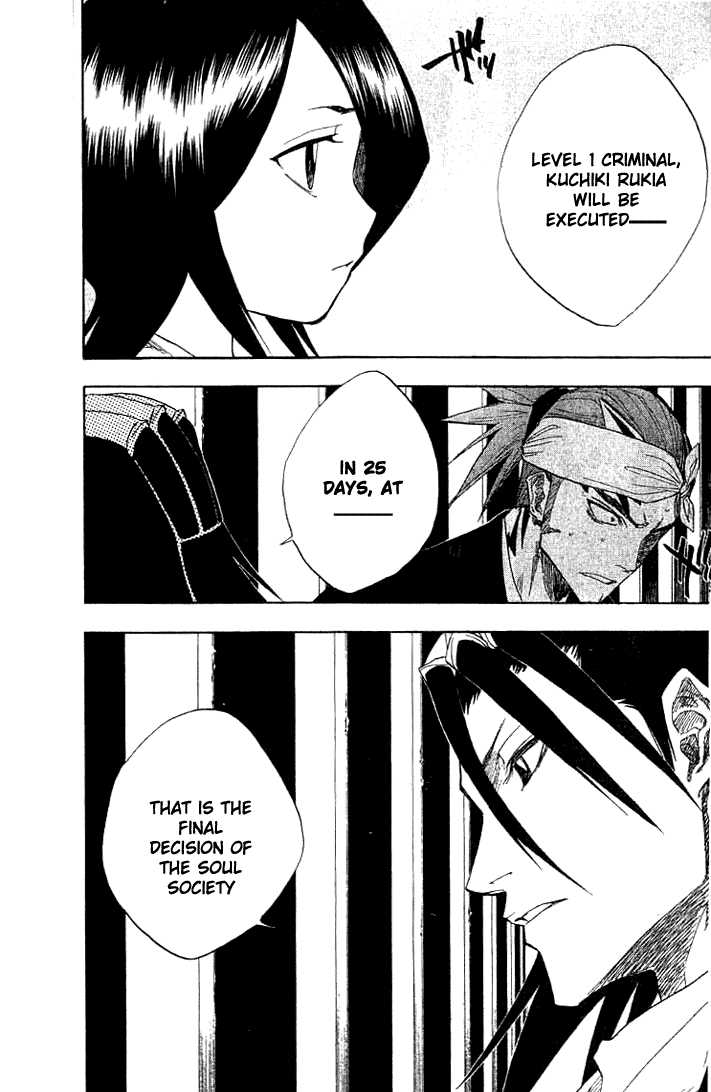 LEVEL 1 CRIMINAL,
KUCHIKI RUKIA
WILL BE
EXECUTED——
IN 25
DAYS, AT
——
THAT IS THE
FINAL
DECISION OF
THE SOUL
SOCIETY